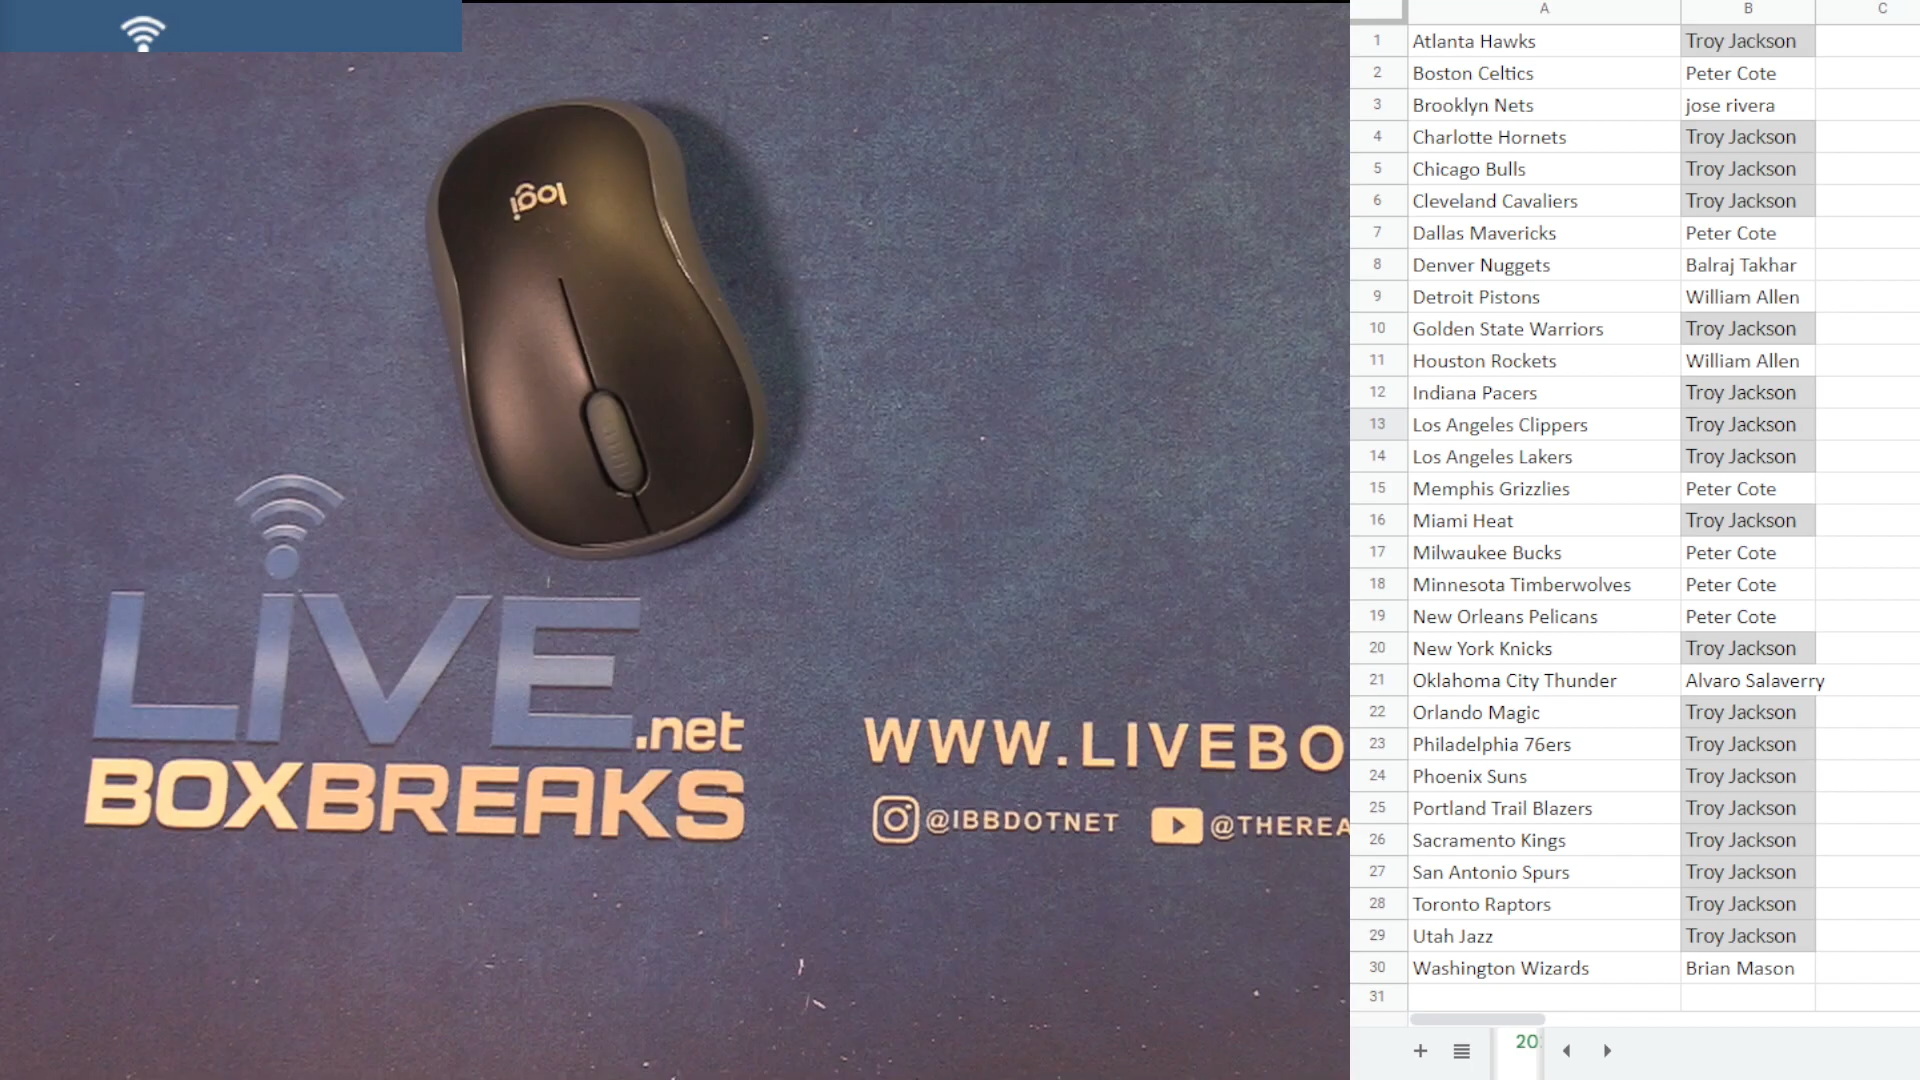 logi
LIVE.net
BOXBREAKS
WWW.LIVEBO
@IBBDOTNET @THEREA
A B C
1 Atlanta Hawks Troy Jackson
2 Boston Celtics Peter Cote
3 Brooklyn Nets jose rivera
4 Charlotte Hornets Troy Jackson
5 Chicago Bulls Troy Jackson
6 Cleveland Cavaliers Troy Jackson
7 Dallas Mavericks Peter Cote
8 Denver Nuggets Balraj Takhar
9 Detroit Pistons William Allen
10 Golden State Warriors Troy Jackson
11 Houston Rockets William Allen
12 Indiana Pacers Troy Jackson
13 Los Angeles Clippers Troy Jackson
14 Los Angeles Lakers Troy Jackson
15 Memphis Grizzlies Peter Cote
16 Miami Heat Troy Jackson
17 Milwaukee Bucks Peter Cote
18 Minnesota Timberwolves Peter Cote
19 New Orleans Pelicans Peter Cote
20 New York Knicks Troy Jackson
21 Oklahoma City Thunder Alvaro Salaverry
22 Orlando Magic Troy Jackson
23 Philadelphia 76ers Troy Jackson
24 Phoenix Suns Troy Jackson
25 Portland Trail Blazers Troy Jackson
26 Sacramento Kings Troy Jackson
27 San Antonio Spurs Troy Jackson
28 Toronto Raptors Troy Jackson
29 Utah Jazz Troy Jackson
30 Washington Wizards Brian Mason
31
20